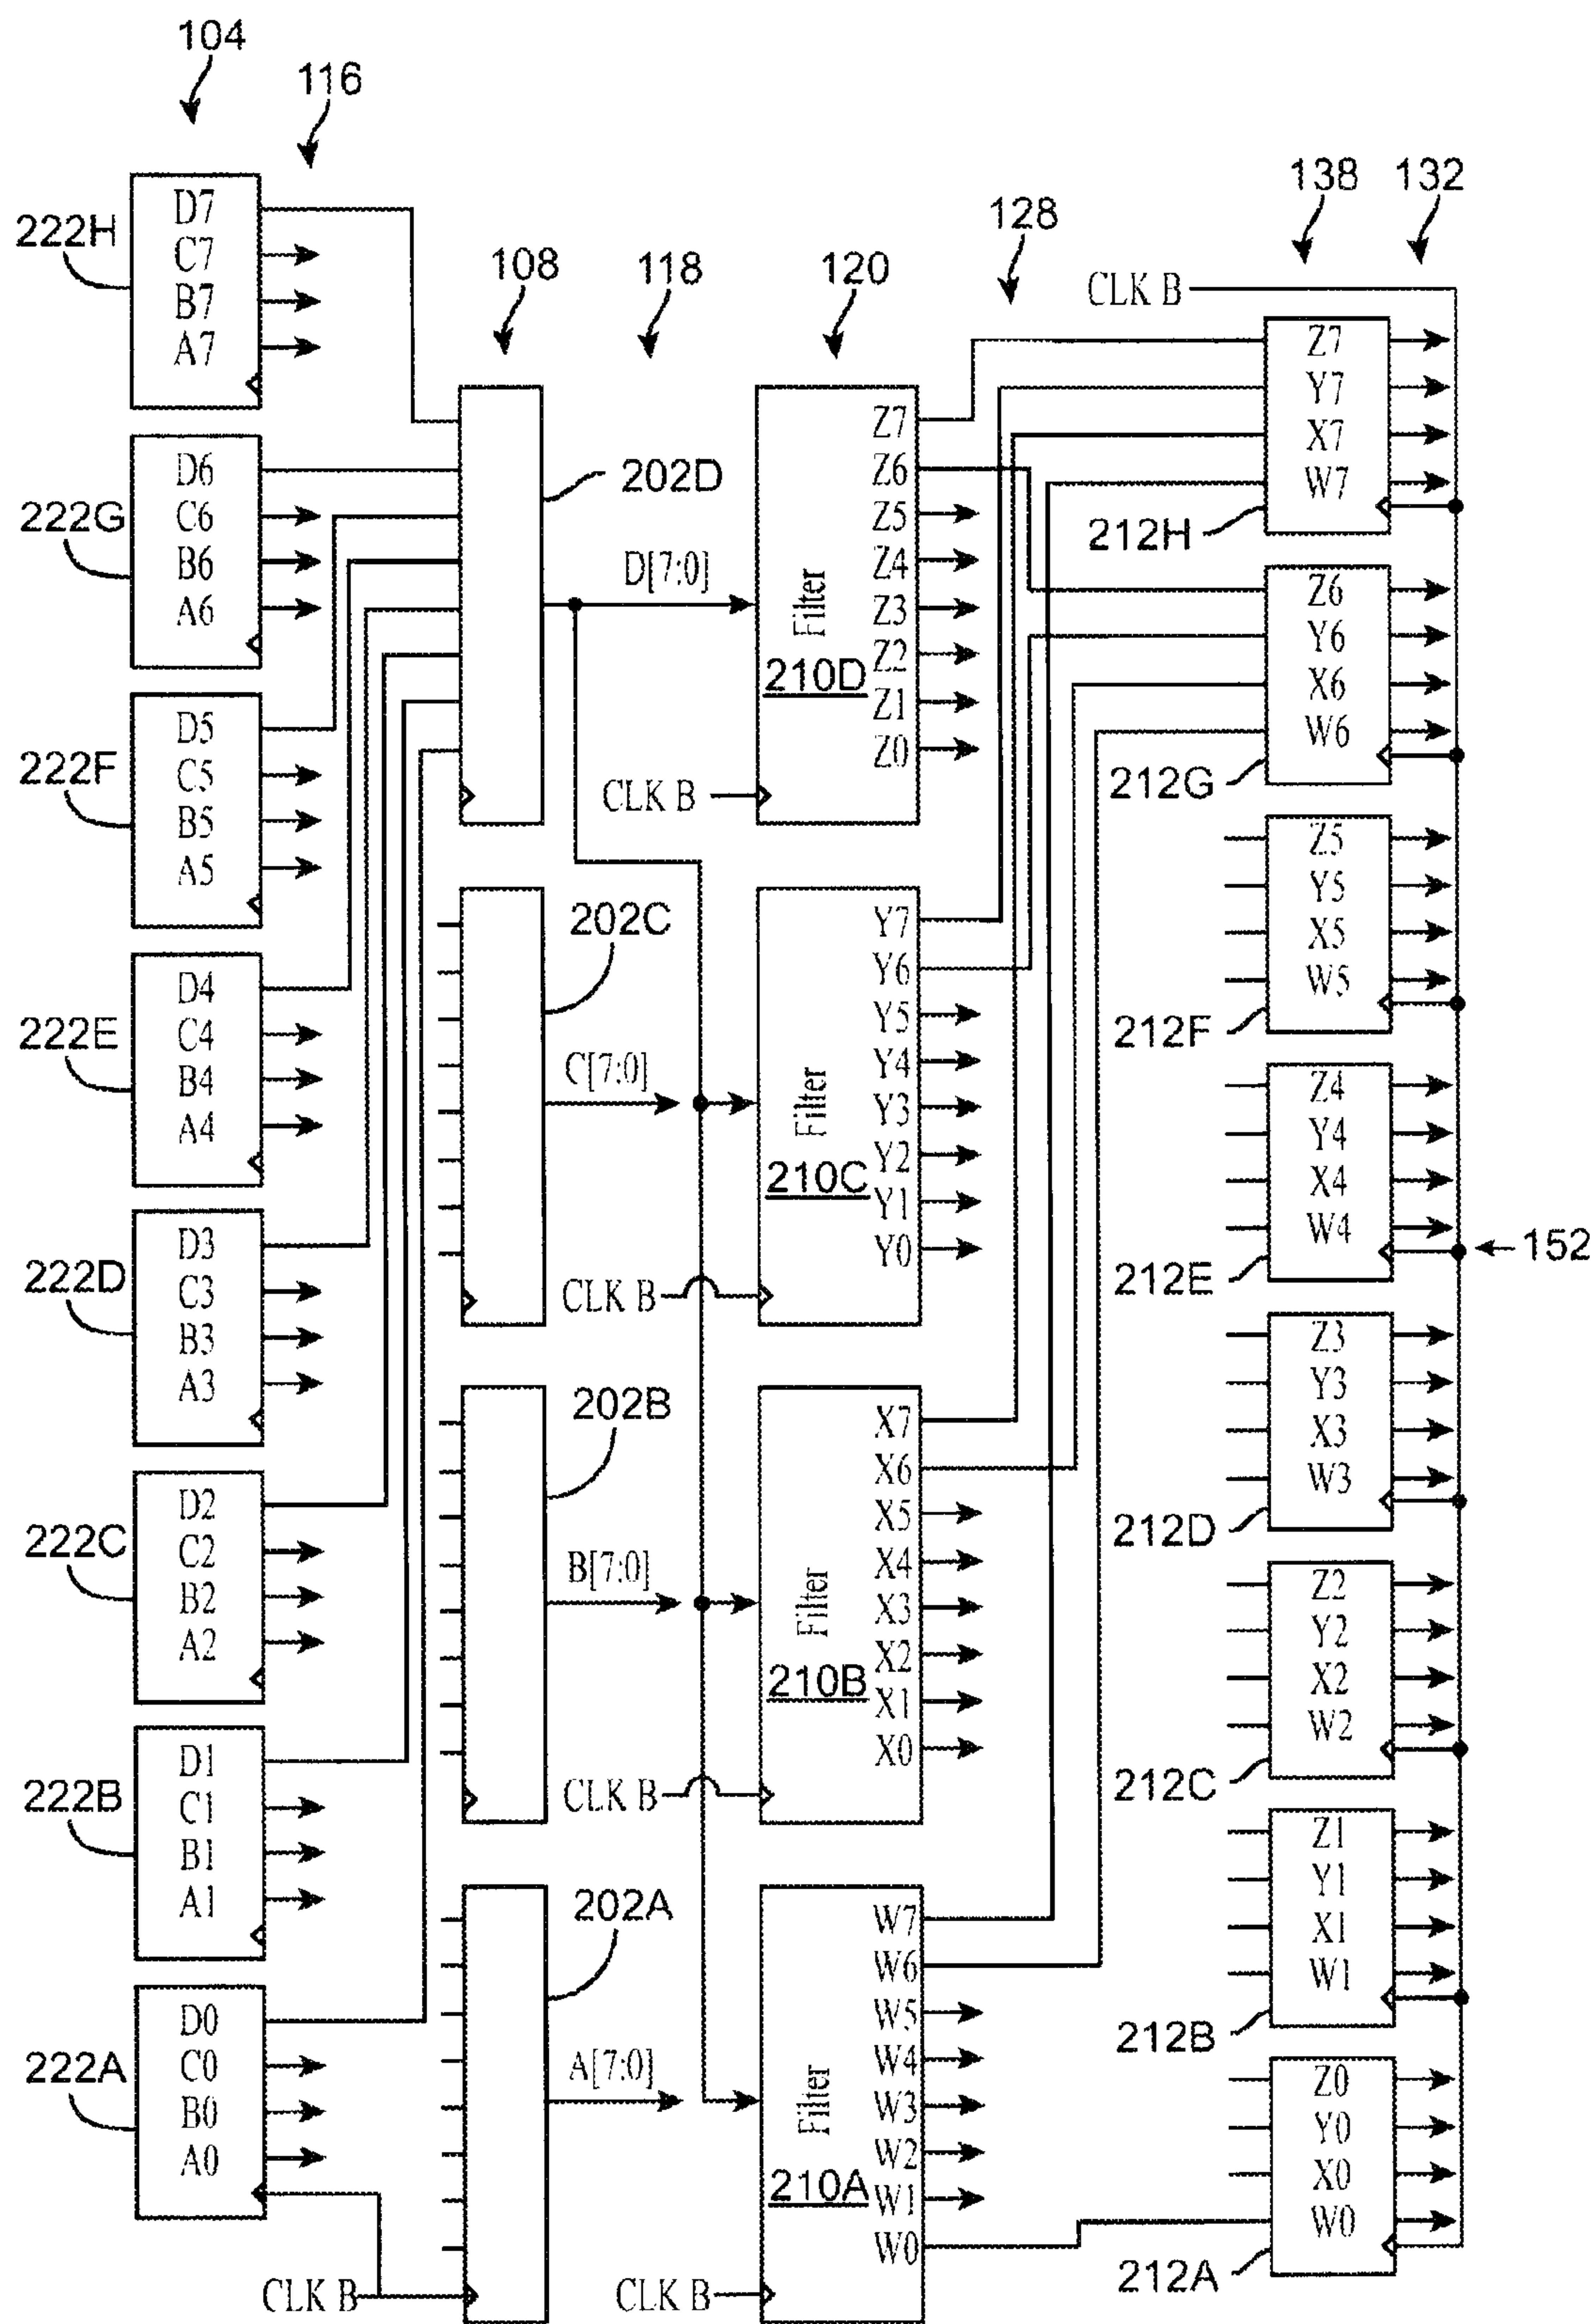 104
116
108
118
120
128
138
132
222H
D7
C7
B7
A7
222G
D6
C6
B6
A6
222F
D5
C5
B5
A5
222E
D4
C4
B4
A4
222D
D3
C3
B3
A3
222C
D2
C2
B2
A2
222B
D1
C1
B1
A1
222A
D0
C0
B0
A0
CLK B
202D
D[7:0]
CLK B
202C
C[7:0]
CLK B
202B
B[7:0]
CLK B
202A
A[7:0]
CLK B
Filter
210D
Z7
Z6
Z5
Z4
Z3
Z2
Z1
Z0
Filter
210C
Y7
Y6
Y5
Y4
Y3
Y2
Y1
Y0
Filter
210B
X7
X6
X5
X4
X3
X2
X1
X0
Filter
210A
W7
W6
W5
W4
W3
W2
W1
W0
CLK B
Z7
Y7
X7
W7
212H
Z6
Y6
X6
W6
212G
Z5
Y5
X5
W5
212F
Z4
Y4
X4
W4
212E
152
Z3
Y3
X3
W3
212D
Z2
Y2
X2
W2
212C
Z1
Y1
X1
W1
212B
Z0
Y0
X0
W0
212A